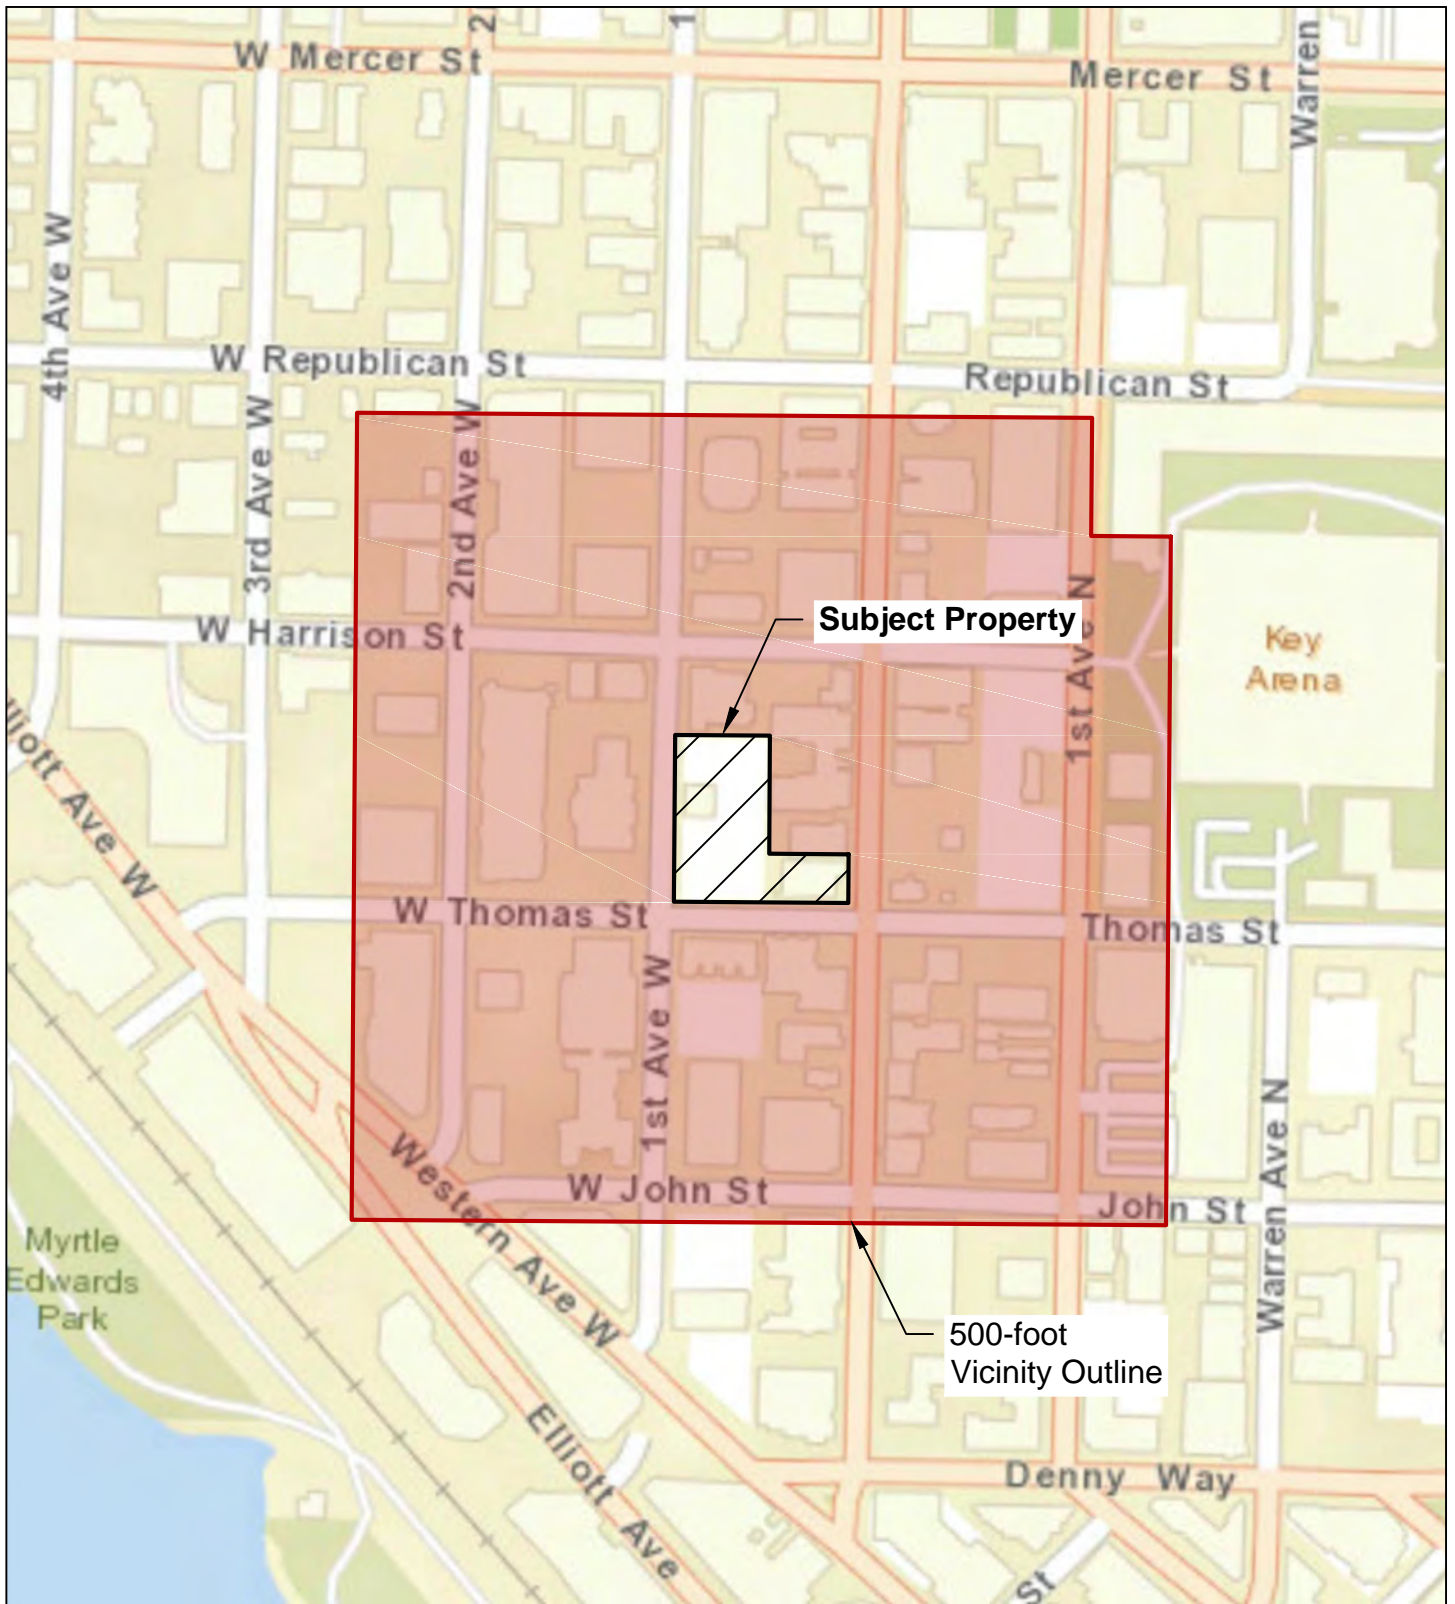 2
1
W Mercer St
Mercer St
Warren
4th Ave W
W Republican St
Republican St
3rd Ave W
2nd Ave W
1st Ave N
Subject Property
W Harrison St
Key
Arena
lliott Ave W
W Thomas St
Thomas St
1st Ave W
Western Ave W
W John St
John St
Warren Ave N
Myrtle
Edwards
Park
500-foot
Vicinity Outline
Elliott Ave
Denny Way
St